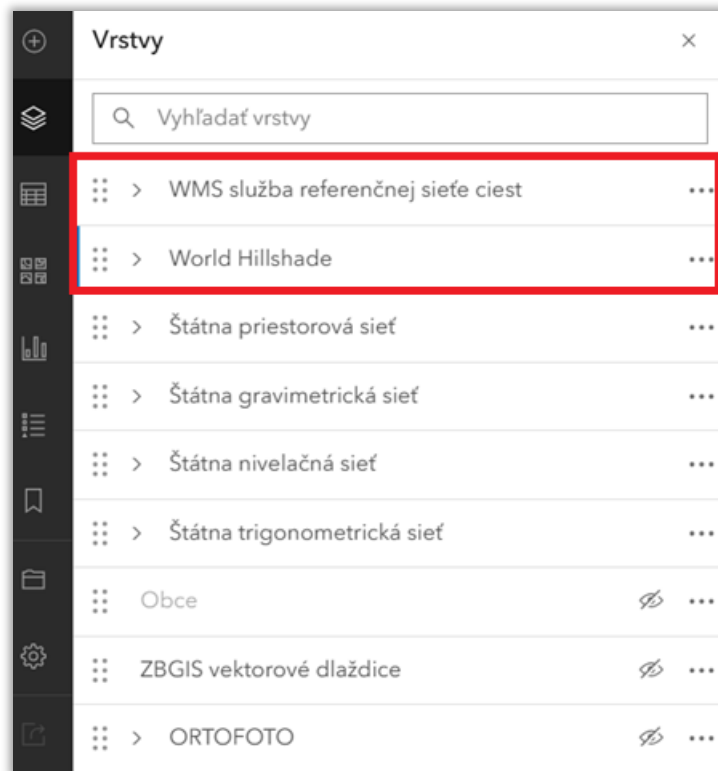 Vrstvy
Vyhľadať vrstvy
WMS služba referenčnej sieťe ciest
World Hillshade
Štátna priestorová sieť
Štátna gravimetrická sieť
Štátna nivelačná sieť
Štátna trigonometrická sieť
Obce
ZBGIS vektorové dlaždice
ORTOFOTO